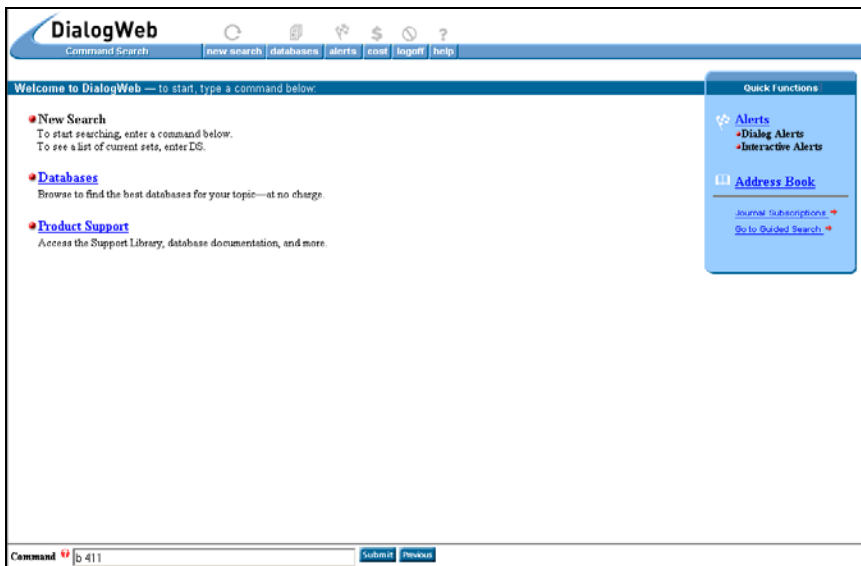 DialogWeb
Command Search
new search databases alerts cost logoff help
Welcome to DialogWeb — to start, type a command below:
New Search
To start searching, enter a command below.
To see a list of current sets, enter DS.
Databases
Browse to find the best databases for your topic—at no charge.
Product Support
Access the Support Library, database documentation, and more.
Quick Functions
Alerts
Dialog Alerts
Interactive Alerts
Address Book
Journal Subscriptions
Go to Guided Search
Command b 411 Submit Previous